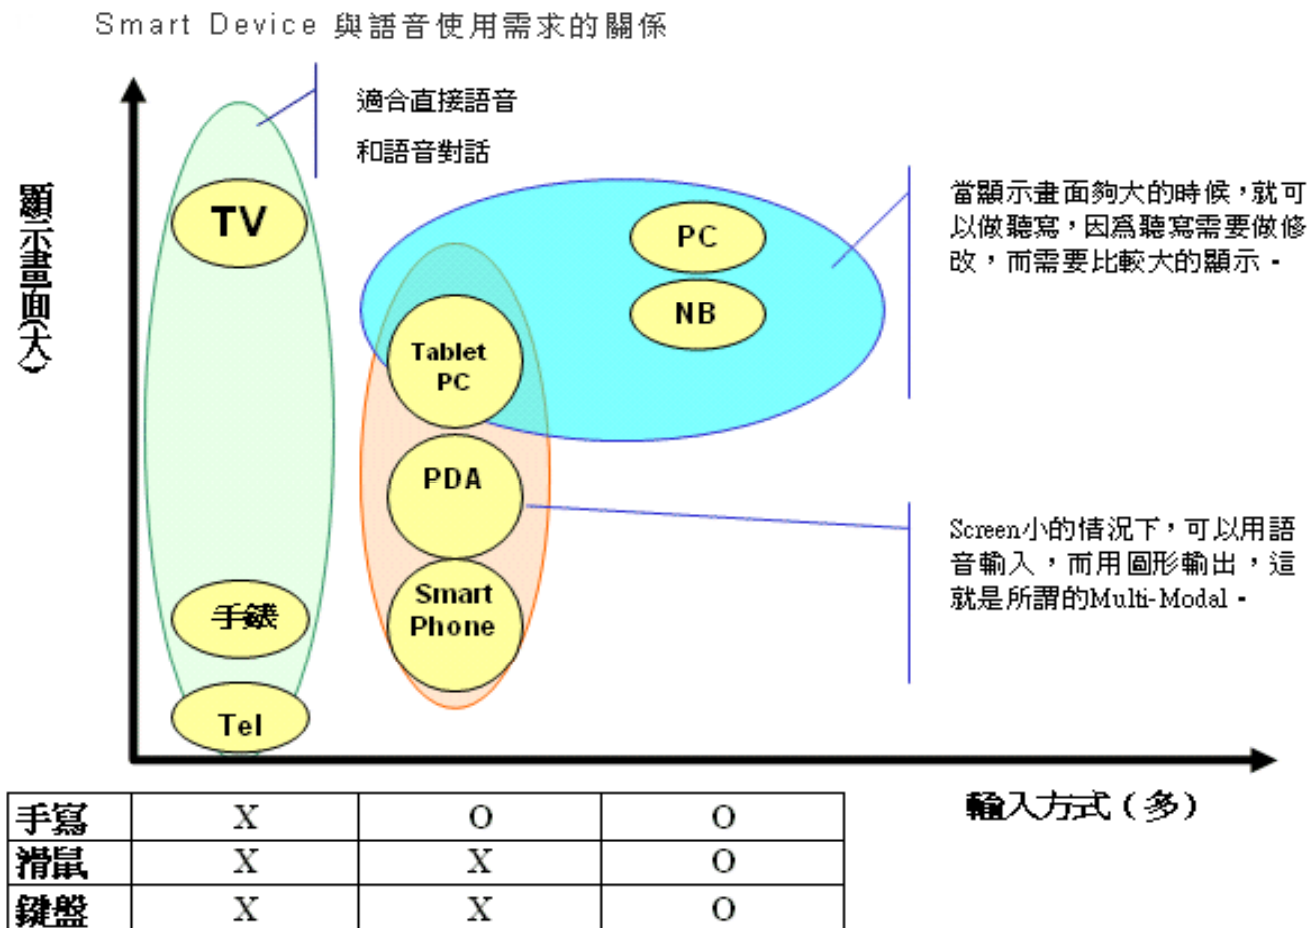 Smart Device 與語音使用需求的關係
適合直接語音
和語音對話
顯示畫面(大)
TV
PC
NB
Tablet
PC
PDA
Smart
Phone
手錶
Tel
當顯示畫面夠大的時候，就可
以做聽寫，因爲聽寫需要做修
改，而需要比較大的顯示。
Screen小的情況下，可以用語
音輸入，而用圖形輸出，這
就是所謂的Multi-Modal。
輸入方式(多)
手寫 X O O
滑鼠 X X O
鍵盤 X X O